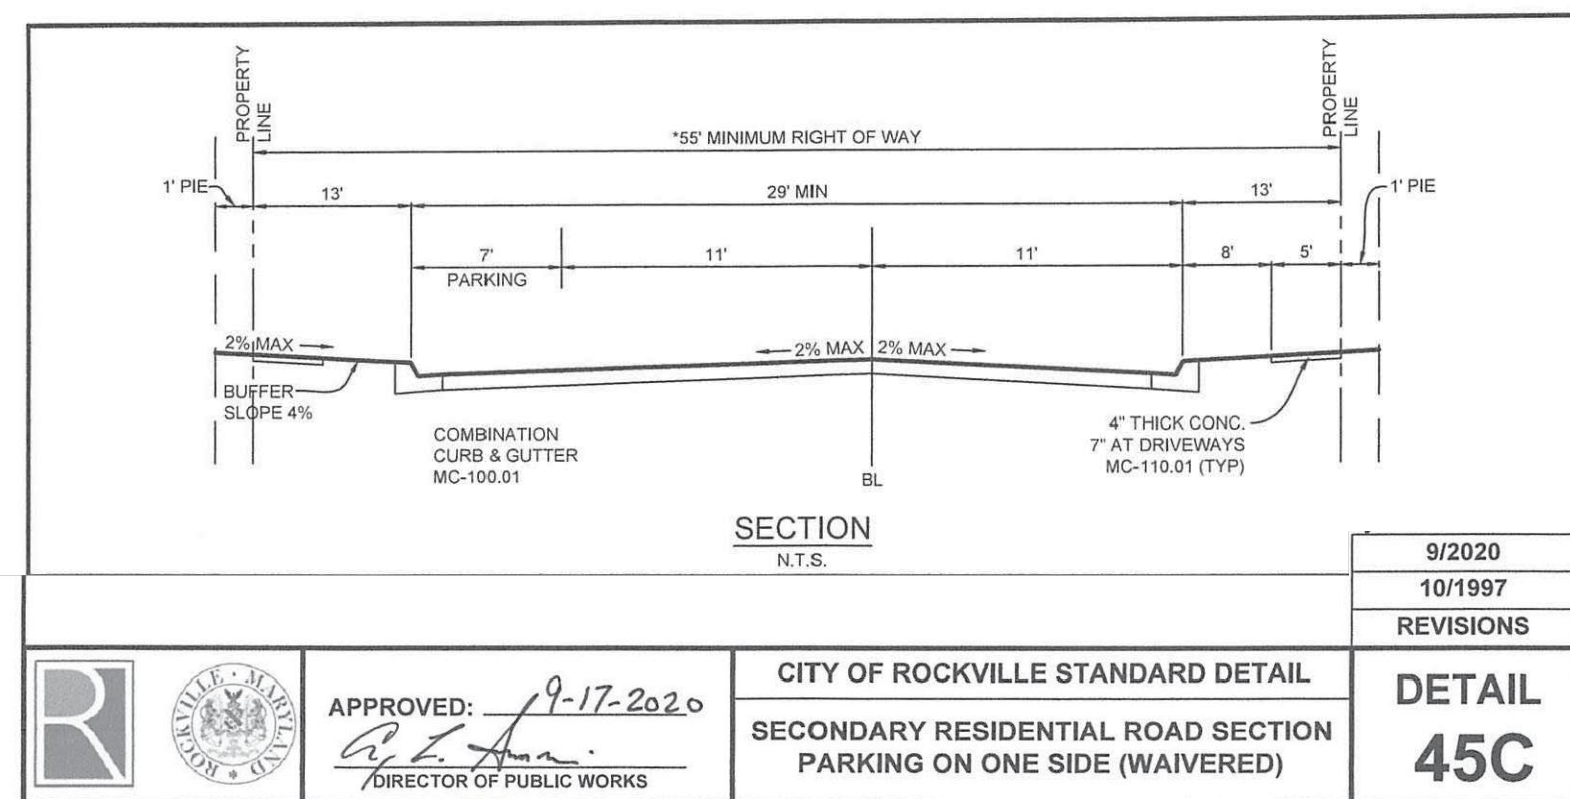 PROPERTY
LINE
PROPERTY
LINE
*55' MINIMUM RIGHT OF WAY
1' PIE
13'
29' MIN
13'
1' PIE
7'
11'
11'
8'
5'
PARKING
2% MAX
2% MAX
2% MAX
BUFFER
SLOPE 4%
COMBINATION
CURB & GUTTER
MC-100.01
4" THICK CONC.
7" AT DRIVEWAYS
MC-110.01 (TYP)
BL
SECTION
N.T.S.
9/2020
10/1997
REVISIONS
R
ROCKVILLE · MARYLAND
APPROVED: 9-17-2020
DIRECTOR OF PUBLIC WORKS
CITY OF ROCKVILLE STANDARD DETAIL
SECONDARY RESIDENTIAL ROAD SECTION
PARKING ON ONE SIDE (WAIVERED)
DETAIL
45C